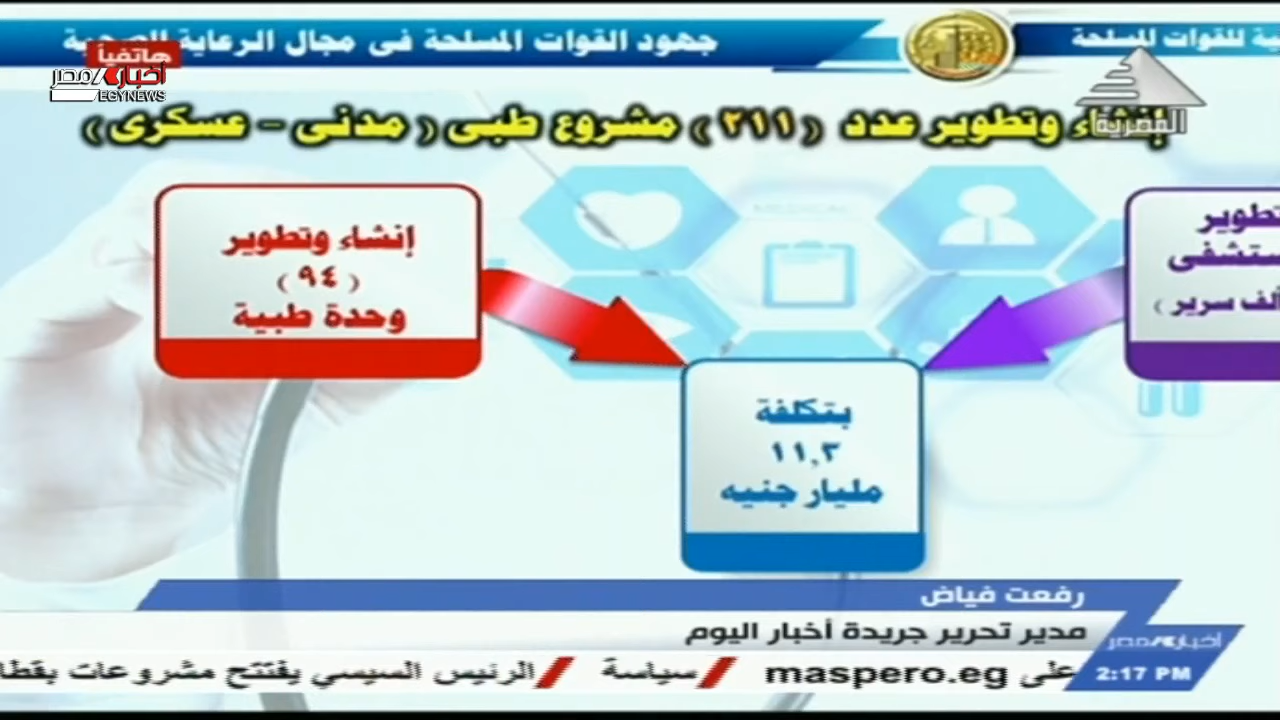 ية للقوات المسلحة
جهود القوات المسلحة فى مجال الرعاية الصحية
هاتفياً
أخبار مصر
EGYNEWS
المصرية
إنشاء وتطوير عدد ( ٢١١ ) مشروع طبى ( مدنى - عسكرى )
تطوير
ستشفى
ألف سرير )
إنشاء وتطوير
( ٩٤ )
وحدة طبية
بتكلفة
١١,٣
مليار جنيه
رفعت فياض
مدير تحرير جريدة أخبار اليوم
أخبار مصر
2:17 PM
على maspero.eg
سياسة
الرئيس السيسي يفتتح مشروعات بقطا